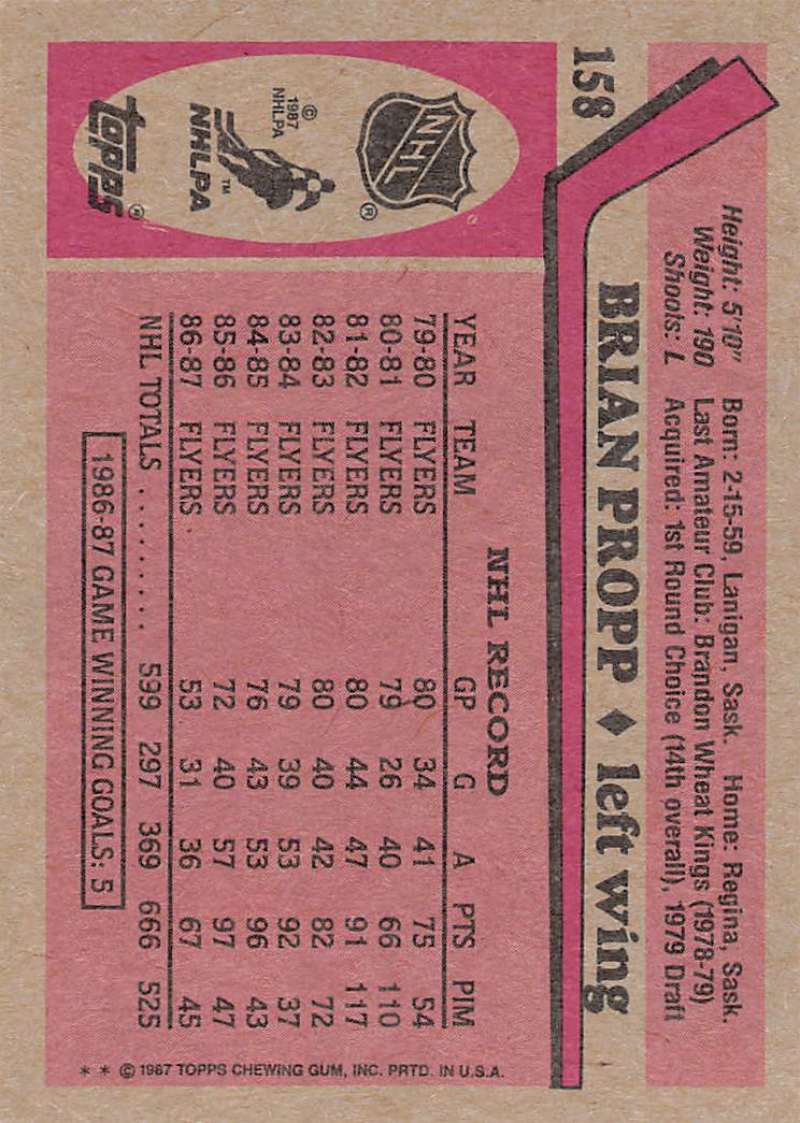 158
Height: 5'10" Born: 2-15-59, Lanigan, Sask. Home: Regina, Sask.
Weight: 190 Last Amateur Club: Brandon Wheat Kings (1978-79)
Shoots: L Acquired: 1st Round Choice (14th overall), 1979 Draft
BRIAN PROPP ♦ left wing
NHL
®
© 1987 NHLPA
TM
NHLPA
TOPPS®
NHL RECORD
YEAR TEAM GP G A PTS PIM
79-80 FLYERS 80 34 41 75 54
80-81 FLYERS 79 26 40 66 110
81-82 FLYERS 80 44 47 91 117
82-83 FLYERS 80 40 42 82 72
83-84 FLYERS 79 39 53 92 37
84-85 FLYERS 76 43 53 96 43
85-86 FLYERS 72 40 57 97 47
86-87 FLYERS 53 31 36 67 45
NHL TOTALS ......... 599 297 369 666 525
1986-87 GAME WINNING GOALS: 5
* * © 1987 TOPPS CHEWING GUM, INC. PRTD. IN U.S.A.